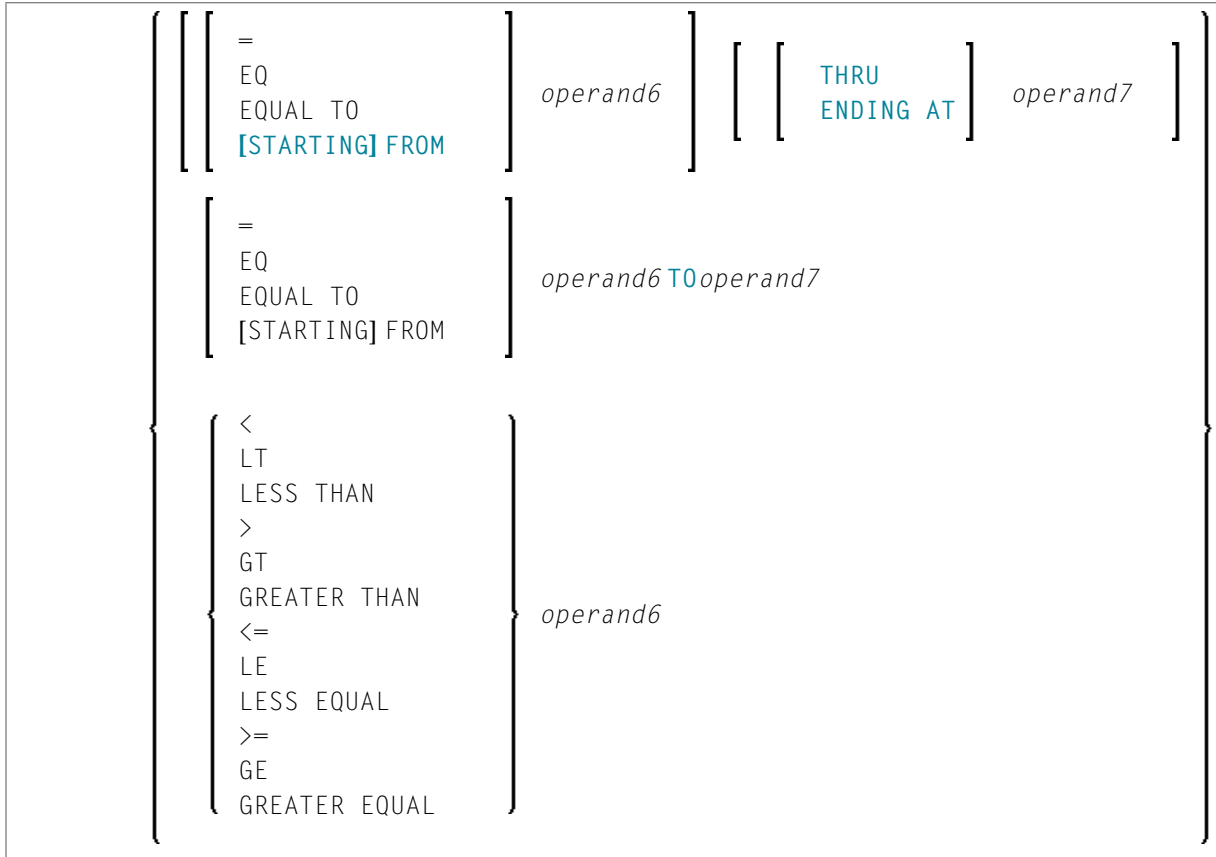 =
EQ
EQUAL TO
[STARTING] FROM
operand6
THRU
ENDING AT
operand7
=
EQ
EQUAL TO
[STARTING] FROM
operand6 TO operand7
<
LT
LESS THAN
>
GT
GREATER THAN
<=
LE
LESS EQUAL
>=
GE
GREATER EQUAL
operand6